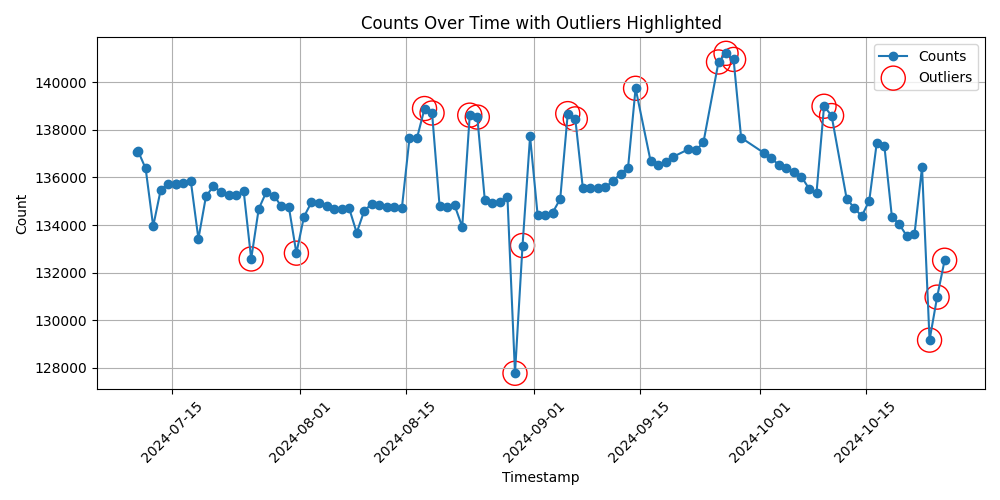 Counts Over Time with Outliers Highlighted
Counts
Outliers
Count
140000
138000
136000
134000
132000
130000
128000
2024-07-15
2024-08-01
2024-08-15
2024-09-01
2024-09-15
2024-10-01
2024-10-15
Timestamp